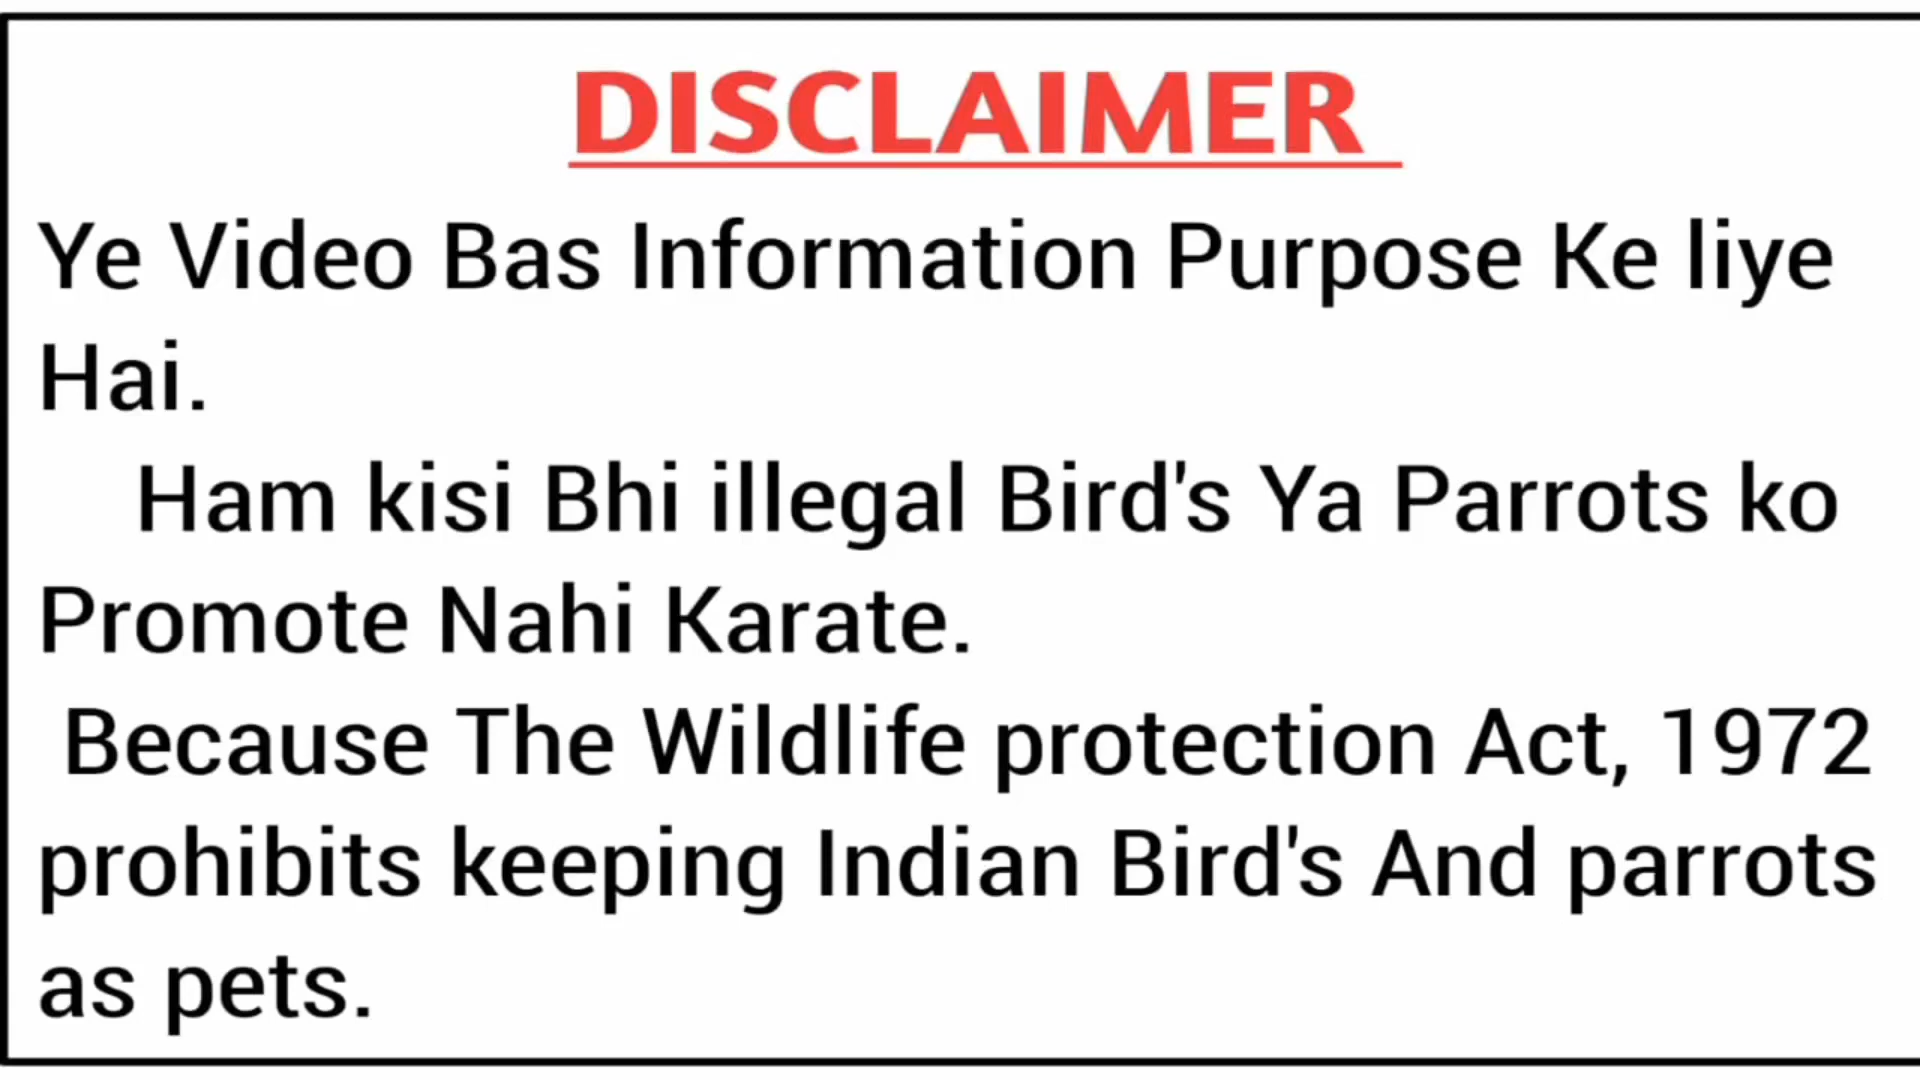 DISCLAIMER
Ye Video Bas Information Purpose Ke liye
Hai.
Ham kisi Bhi illegal Bird's Ya Parrots ko
Promote Nahi Karate.
Because The Wildlife protection Act, 1972
prohibits keeping Indian Bird's And parrots
as pets.